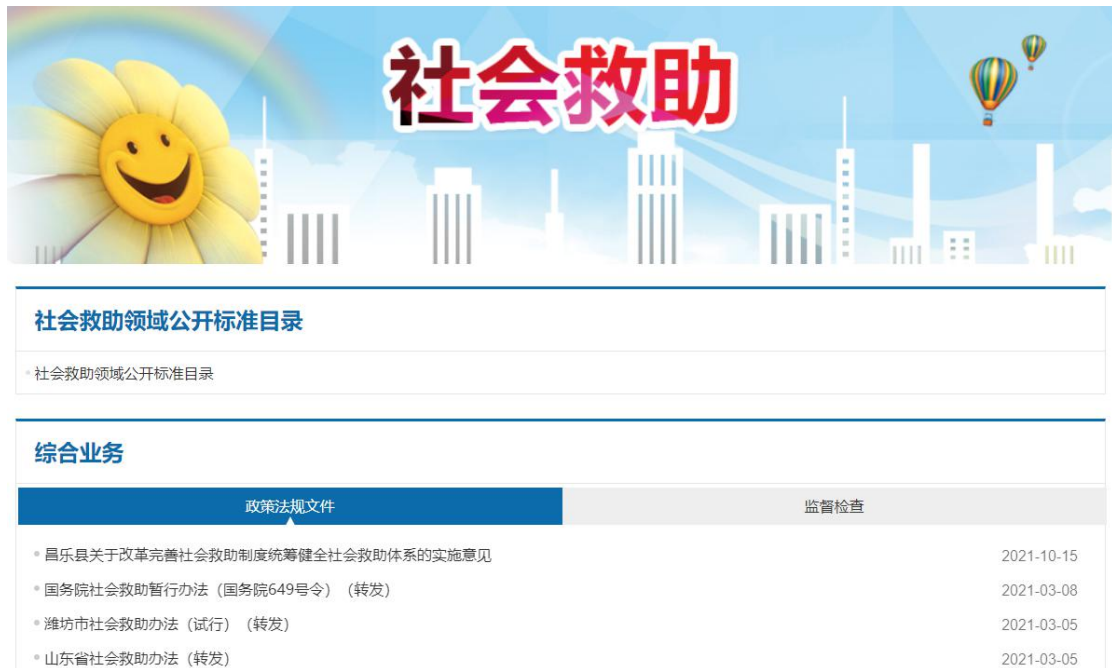 社会救助
社会救助领域公开标准目录
社会救助领域公开标准目录
综合业务
政策法规文件 监督检查
昌乐县关于改革完善社会救助制度统筹健全社会救助体系的实施意见 2021-10-15
国务院社会救助暂行办法（国务院649号令）（转发） 2021-03-08
潍坊市社会救助办法（试行）（转发） 2021-03-05
山东省社会救助办法（转发） 2021-03-05